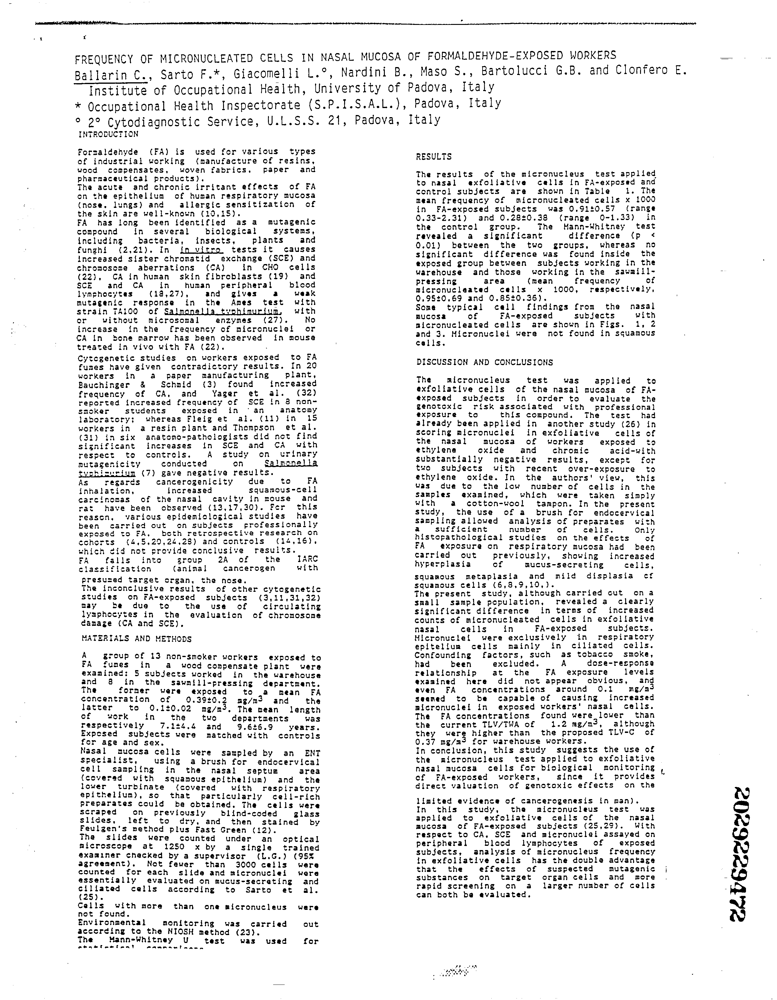 FREQUENCY OF MICRONUCLEATED CELLS IN NASAL MUCOSA OF FORMALDEHYDE-EXPOSED WORKERS
Ballarin C., Sarto F.*, Giacomelli L.°, Nardini B., Maso S., Bartolucci G.B. and Clonfero E.
Institute of Occupational Health, University of Padova, Italy
* Occupational Health Inspectorate (S.P.I.S.A.L.), Padova, Italy
° 2° Cytodiagnostic Service, U.L.S.S. 21, Padova, Italy
INTRODUCTION
Formaldehyde (FA) is used for various types
of industrial working (manufacture of resins,
wood compensates, woven fabrics, paper and
pharmaceutical products).
The acute and chronic irritant effects of FA
on the epithelium of human respiratory mucosa
(nose, lungs) and allergic sensitization of
the skin are well-known (10,15).
FA has long been identified as a mutagenic
compound in several biological systems,
including bacteria, insects, plants and
funghi (2,21). In in vitro tests it causes
increased sister chromatid exchange (SCE) and
chromosome aberrations (CA) in CHO cells
(22), CA in human skin fibroblasts (19) and
SCE and CA in human peripheral blood
lymphocytes (18,27), and gives a weak
mutagenic response in the Ames test with
strain TA100 of Salmonella typhimurium, with
or without microsomal enzymes (27). No
increase in the frequency of micronuclei or
CA in bone marrow has been observed in mouse
treated in vivo with FA (22).
Cytogenetic studies on workers exposed to FA
fumes have given contradictory results. In 20
workers in a paper manufacturing plant,
Bauchinger & Schmid (3) found increased
frequency of CA, and Yager et al. (32)
reported increased frequency of SCE in 8 non-
smoker students exposed in an anatomy
laboratory; whereas Fleig et al. (11) in 15
workers in a resin plant and Thompson et al.
(31) in six anatomo-pathologists did not find
significant increases in SCE and CA with
respect to controls. A study on urinary
mutagenicity conducted on Salmonella
typhimurium (7) gave negative results.
As regards cancerogenicity due to FA
inhalation, increased squamous-cell
carcinomas of the nasal cavity in mouse and
rat have been observed (13,17,30). For this
reason, various epidemiological studies have
been carried out on subjects professionally
exposed to FA, both retrospective research on
cohorts (4,5,20,24,28) and controls (14,16),
which did not provide conclusive results.
FA falls into group 2A of the IARC
classification (animal cancerogen with
presumed target organ, the nose.
The inconclusive results of other cytogenetic
studies on FA-exposed subjects (3,11,31,32)
may be due to the use of circulating
lymphocytes in the evaluation of chromosome
damage (CA and SCE).
MATERIALS AND METHODS
A group of 13 non-smoker workers exposed to
FA fumes in a wood compensate plant were
examined: 5 subjects worked in the warehouse
and 8 in the sawmill-pressing department.
The former were exposed to a mean FA
concentration of 0.39±0.2 mg/m3 and the
latter to 0.1±0.02 mg/m3. The mean length
of work in the two departments was
respectively 7.1±4.4 and 9.6±6.9 years.
Exposed subjects were matched with controls
for age and sex.
Nasal mucosa cells were sampled by an ENT
specialist, using a brush for endocervical
cell sampling in the nasal septum area
(covered with squamous epithelium) and the
lower turbinate (covered with respiratory
epithelium), so that particularly cell-rich
preparates could be obtained. The cells were
scraped on previously blind-coded glass
slides, left to dry, and then stained by
Feulgen's method plus Fast Green (12).
The slides were counted under an optical
microscope at 1250 x by a single trained
examiner checked by a supervisor (L.G.) (95%
agreement). Not fewer than 3000 cells were
counted for each slide and micronuclei were
essentially evaluated on mucus-secreting and
ciliated cells according to Sarto et al.
(25).
Cells with more than one micronucleus were
not found.
Environmental monitoring was carried out
according to the NIOSH method (23).
The Mann-Whitney U test was used for
RESULTS
The results of the micronucleus test applied
to nasal exfoliative cells in FA-exposed and
control subjects are shown in Table 1. The
mean frequency of micronucleated cells x 1000
in FA-exposed subjects was 0.91±0.57 (range
0.33-2.31) and 0.28±0.38 (range 0-1.33) in
the control group. The Mann-Whitney test
revealed a significant difference (p <
0.01) between the two groups, whereas no
significant difference was found inside the
exposed group between subjects working in the
warehouse and those working in the sawmill-
pressing area (mean frequency of
micronucleated cells x 1000, respectively,
0.95±0.69 and 0.85±0.36).
Some typical cell findings from the nasal
mucosa of FA-exposed subjects with
micronucleated cells are shown in Figs. 1, 2
and 3. Micronuclei were not found in squamous
cells.
DISCUSSION AND CONCLUSIONS
The micronucleus test was applied to
exfoliative cells of the nasal mucosa of FA-
exposed subjects in order to evaluate the
genotoxic risk associated with professional
exposure to this compound. The test had
already been applied in another study (26) in
scoring micronuclei in exfoliative cells of
the nasal mucosa of workers exposed to
ethylene oxide and chromic acid-with
substantially negative results, except for
two subjects with recent over-exposure to
ethylene oxide. In the authors' view, this
was due to the low number of cells in the
samples examined, which were taken simply
with a cotton-wool tampon. In the present
study, the use of a brush for endocervical
sampling allowed analysis of preparates with
a sufficient number of cells. Only
histopathological studies on the effects of
FA exposure on respiratory mucosa had been
carried out previously, showing increased
hyperplasia of mucus-secreting cells,
squamous metaplasia and mild displasia of
squamous cells (6,8,9,10,).
The present study, although carried out on a
small sample population, revealed a clearly
significant difference in terms of increased
counts of micronucleated cells in exfoliative
nasal cells in FA-exposed subjects.
Micronuclei were exclusively in respiratory
epitelium cells mainly in ciliated cells.
Confounding factors, such as tobacco smoke,
had been excluded. A dose-response
relationship at the FA exposure levels
examined here did not appear obvious, and
even FA concentrations around 0.1 mg/m3
seemed to be capable of causing increased
micronuclei in exposed workers' nasal cells.
The FA concentrations found were lower than
the current TLV/TWA of 1.2 mg/m3, although
they were higher than the proposed TLV-C of
0.37 mg/m3 for warehouse workers.
In conclusion, this study suggests the use of
the micronucleus test applied to exfoliative
nasal mucosa cells for biological monitoring
of FA-exposed workers, since it provides
direct valuation of genotoxic effects on the
limited evidence of cancerogenesis in man).
In this study, the micronucleus test was
applied to exfoliative cells of the nasal
mucosa of FA-exposed subjects (25,29). With
respect to CA, SCE and micronuclei assayed on
peripheral blood lymphocytes of exposed
subjects, analysis of micronucleus frequency
in exfoliative cells has the double advantage
that the effects of suspected mutagenic
substances on target organ cells and more
rapid screening on a larger number of cells
can both be evaluated.
2029229472